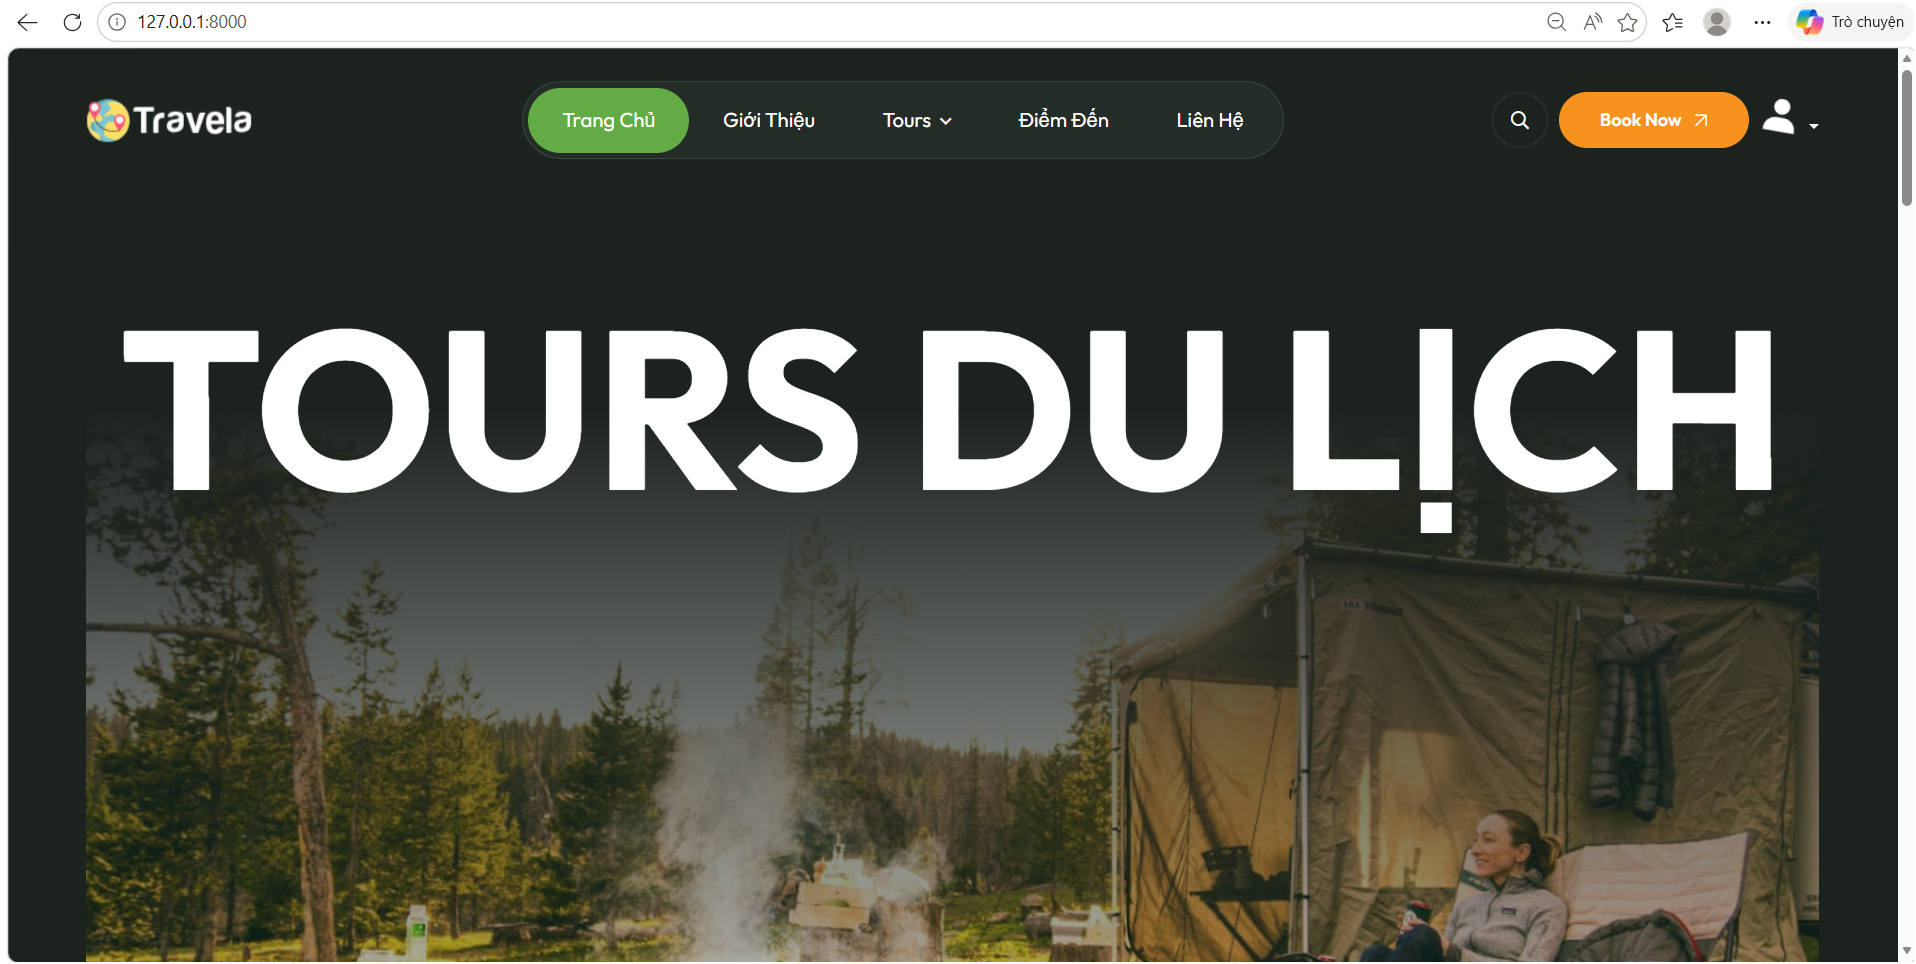 127.0.0.1:8000
Trò chuyện
Travela
Trang Chủ
Giới Thiệu
Tours
Điểm Đến
Liên Hệ
Book Now
TOURS DU LỊCH